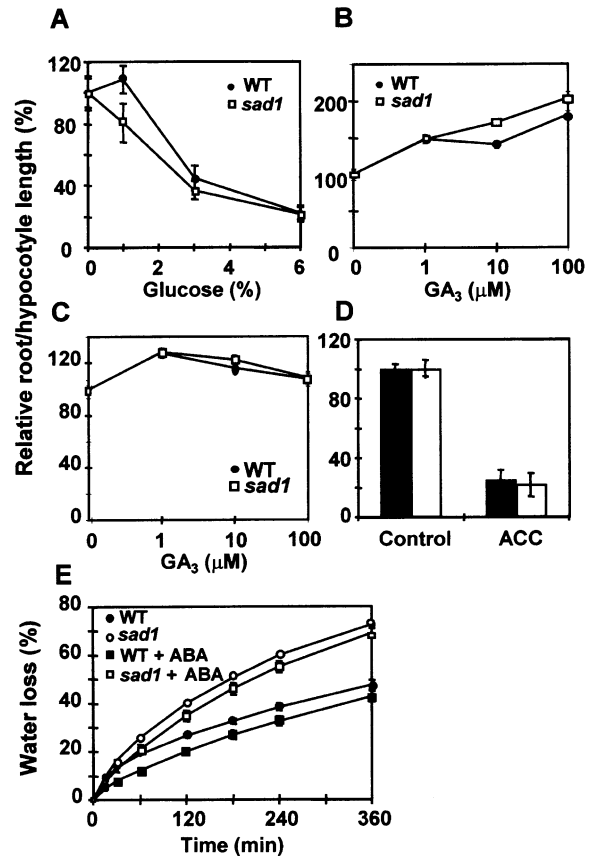 A
B
Relative root/hypocotyle length (%)
120
80
40
0
0
2
4
6
Glucose (%)
WT
sad1
200
100
0
0
1
10
100
GA3 (μM)
WT
sad1
C
D
120
80
40
0
0
1
10
100
GA3 (μM)
WT
sad1
120
80
40
0
Control
ACC
E
Water loss (%)
80
60
40
20
0
0
120
240
360
Time (min)
WT
sad1
WT + ABA
sad1 + ABA